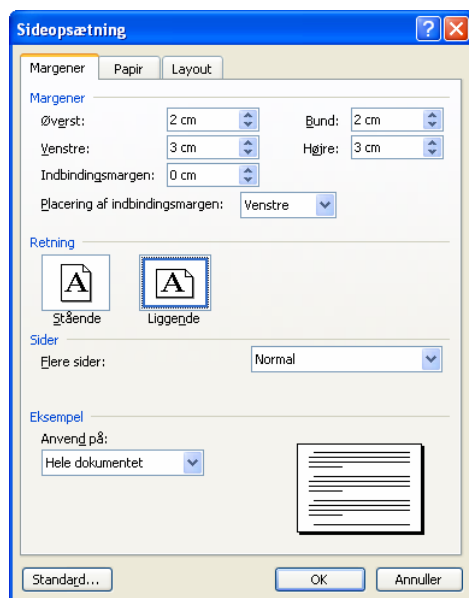 Sideopsætning
Margener Papir Layout
Margener
Øverst: 2 cm Bund: 2 cm
Venstre: 3 cm Højre: 3 cm
Indbindingsmargen: 0 cm
Placering af indbindingsmargen: Venstre
Retning
A A
Stående Liggende
Sider
Flere sider: Normal
Eksempel
Anvend på:
Hele dokumentet
Standard... OK Annuller